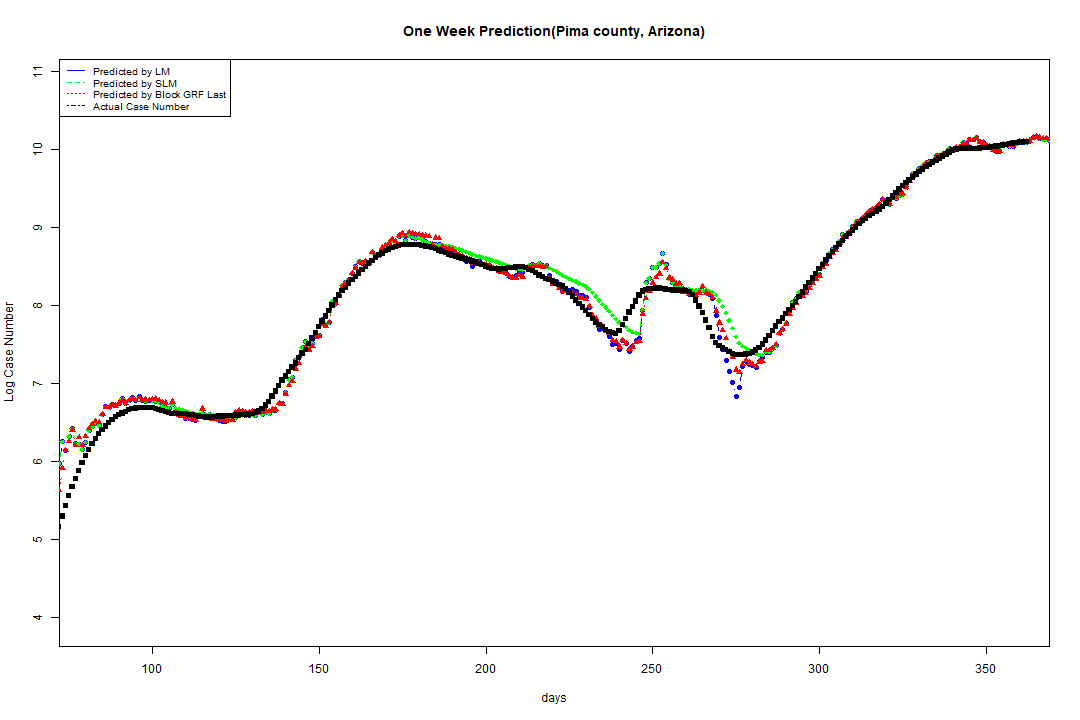 One Week Prediction(Pima county, Arizona)
Predicted by LM
Predicted by SLM
Predicted by Block GRF Last
Actual Case Number
Log Case Number
11
10
9
8
7
6
5
4
100 150 200 250 300 350
days